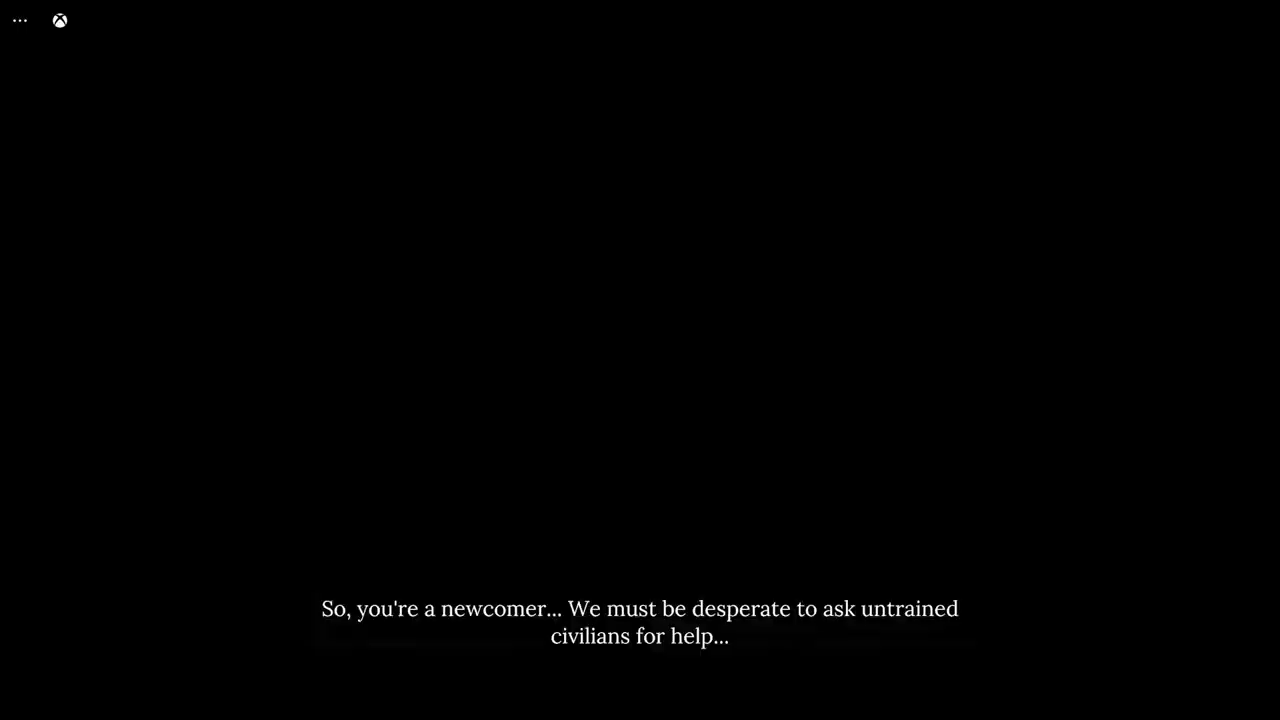 So, you're a newcomer... We must be desperate to ask untrained
civilians for help...